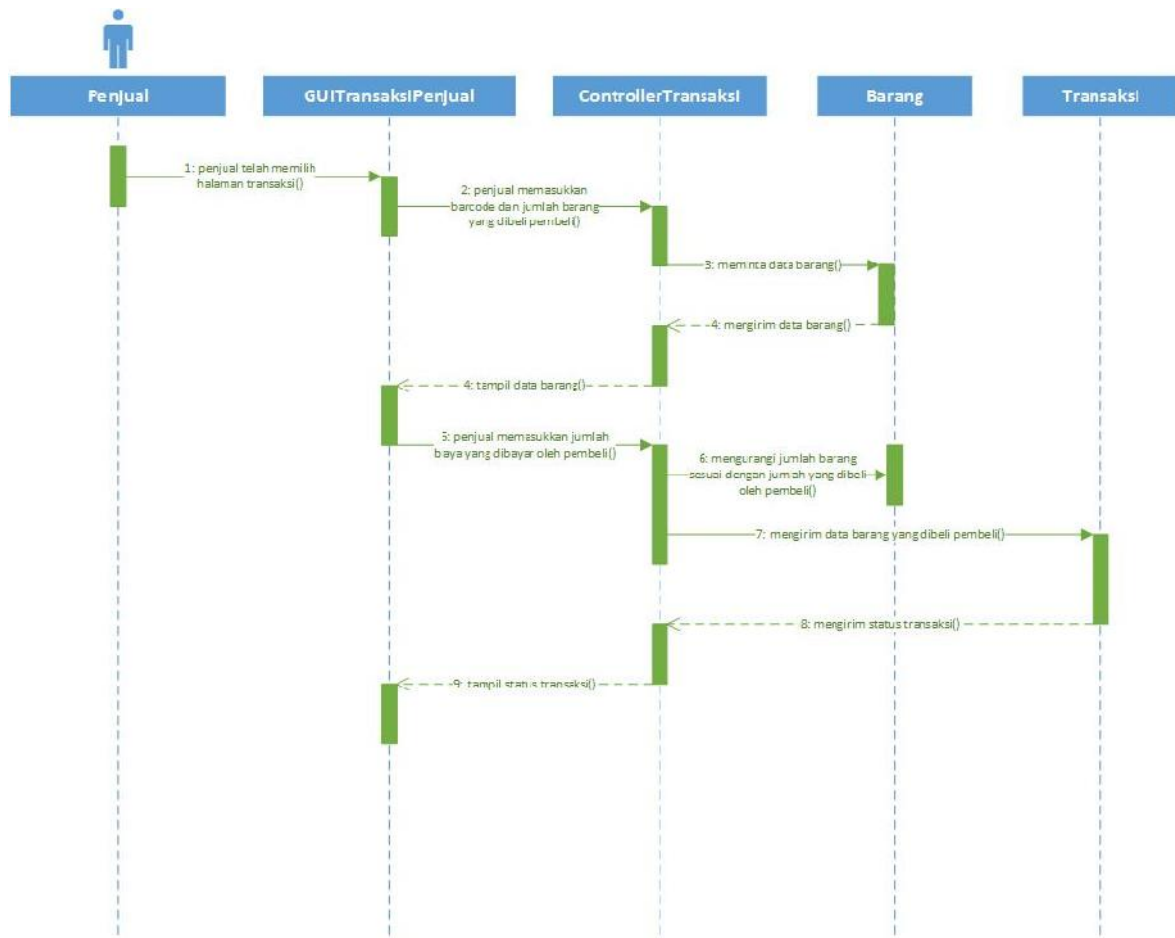 Penjual
GUITransaksiPenjual
ControllerTransaksi
Barang
Transaksi
1: penjual telah memilih
halaman transaksi()
2: penjual memasukkan
barcode dan jumlah barang
yang dibeli pembeli()
3: meminta data barang()
4: mengirim data barang()
4: tampil data barang()
5: penjual memasukkan jumlah
biaya yang dibayar oleh pembeli()
6: mengurangi jumlah barang
sesuai dengan jumlah yang dibeli
oleh pembeli()
7: mengirim data barang yang dibeli pembeli()
8: mengirim status transaksi()
9: tampil status transaksi()